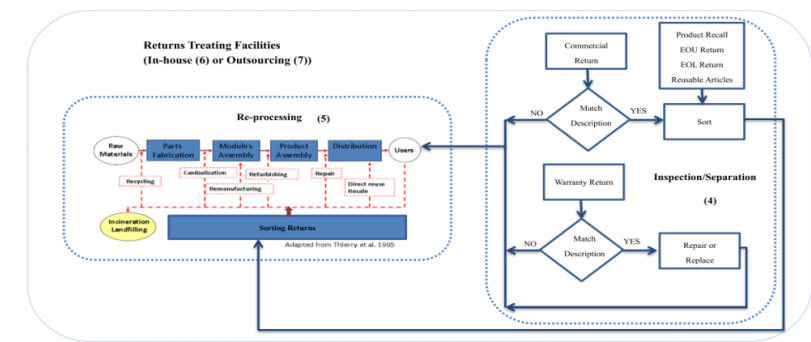 Returns Treating Facilities
(In-house (6) or Outsourcing (7))
Re-processing (5)
Raw
Materials
Parts
Fabrication
Modules
Assembly
Product
Assembly
Distribution
Users
Recycling
Canibalization
Remanufacturing
Refurbishing
Repair
Direct reuse
Resale
Incineration
Landfilling
Sorting Returns
Adapted from Thierry et al. 1995
Commercial
Return
Product Recall
EOU Return
EOL Return
Reusable Articles
NO
Match
Description
YES
Sort
Warranty Return
Inspection/Separation
(4)
NO
Match
Description
YES
Repair or
Replace